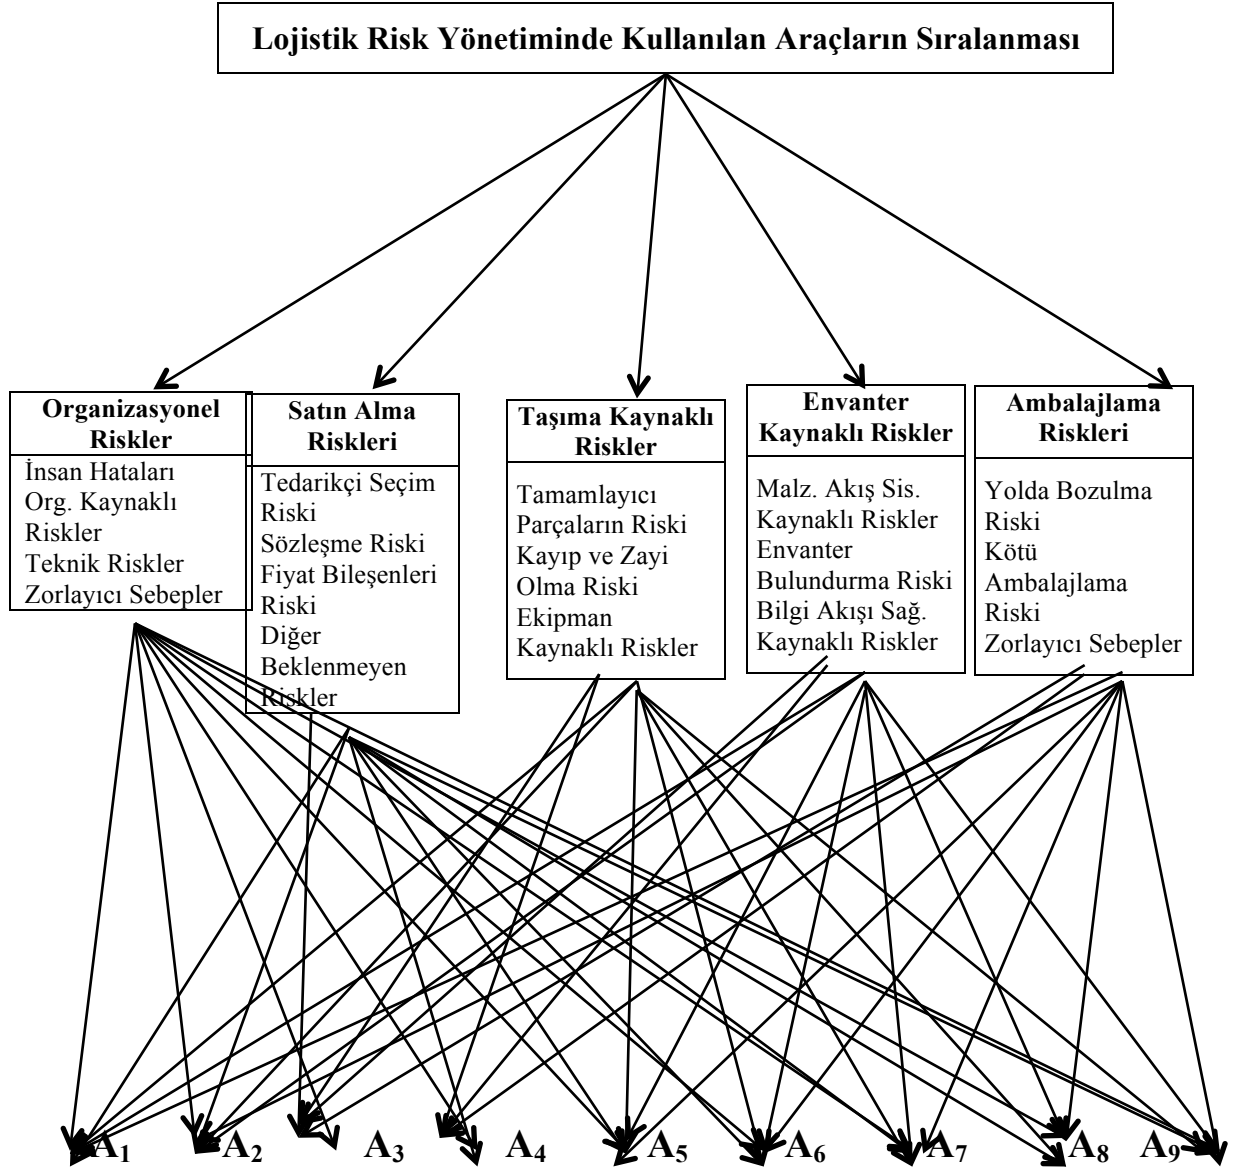 Lojistik Risk Yönetiminde Kullanılan Araçların Sıralanması
Organizasyonel
Riskler
İnsan Hataları
Org. Kaynaklı
Riskler
Teknik Riskler
Zorlayıcı Sebepler
Satın Alma
Riskleri
Tedarikçi Seçim
Riski
Sözleşme Riski
Fiyat Bileşenleri
Riski
Diğer
Beklenmeyen
Riskler
Taşıma Kaynaklı
Riskler
Tamamlayıcı
Parçaların Riski
Kayıp ve Zayi
Olma Riski
Ekipman
Kaynaklı Riskler
Envanter
Kaynaklı Riskler
Malz. Akış Sis.
Kaynaklı Riskler
Envanter
Bulundurma Riski
Bilgi Akışı Sağ.
Kaynaklı Riskler
Ambalajlama
Riskleri
Yolda Bozulma
Riski
Kötü
Ambalajlama
Riski
Zorlayıcı Sebepler
A₁ A₂ A₃ A₄ A₅ A₆ A₇ A₈ A₉